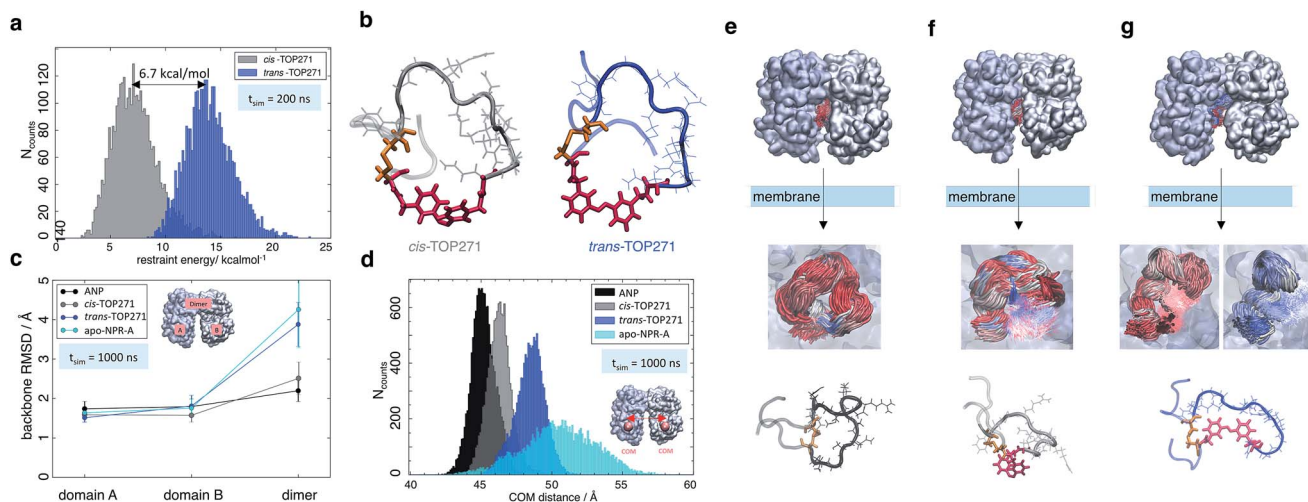 a
cis-TOP271
trans-TOP271
6.7 kcal/mol
t_sim = 200 ns
N_counts
120
100
80
60
40
20
0
140
5
10
15
20
25
restraint energy/ kcalmol⁻¹
b
cis-TOP271
trans-TOP271
c
ANP
cis-TOP271
trans-TOP271
apo-NPR-A
Dimer
A
B
t_sim = 1000 ns
backbone RMSD / Å
5
4
3
2
1
0
domain A
domain B
dimer
d
ANP
cis-TOP271
trans-TOP271
apo-NPR-A
t_sim = 1000 ns
COM
COM
N_counts
600
400
200
0
40
45
50
55
60
COM distance / Å
e
membrane
f
membrane
g
membrane